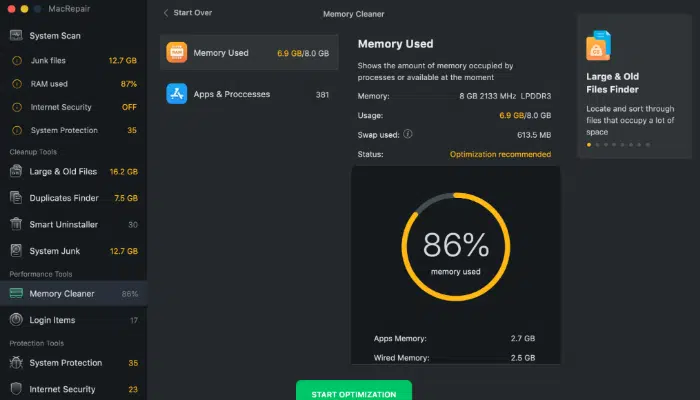 MacRepair
System Scan
Junk files 12.7 GB
RAM used 87%
Internet Security OFF
System Protection 35
Cleanup Tools
Large & Old Files 16.2 GB
Duplicates Finder 7.5 GB
Smart Uninstaller 30
System Junk 12.7 GB
Performance Tools
Memory Cleaner 86%
Login Items 17
Protection Tools
System Protection 35
Internet Security 23
Start Over
Memory Cleaner
RAM
Memory Used 6.9 GB/8.0 GB
Apps & Proccesses 381
Memory Used
Shows the amount of memory occupied by
processes or available at the moment
Memory: 8 GB 2133 MHz LPDDR3
Usage: 6.9 GB/8.0 GB
Swap used: 613.5 MB
Status: Optimization recommended
86%
memory used
Apps Memory: 2.7 GB
Wired Memory: 2.5 GB
START OPTIMIZATION
Large & Old
Files Finder
Locate and sort through
files that occupy a lot of
space